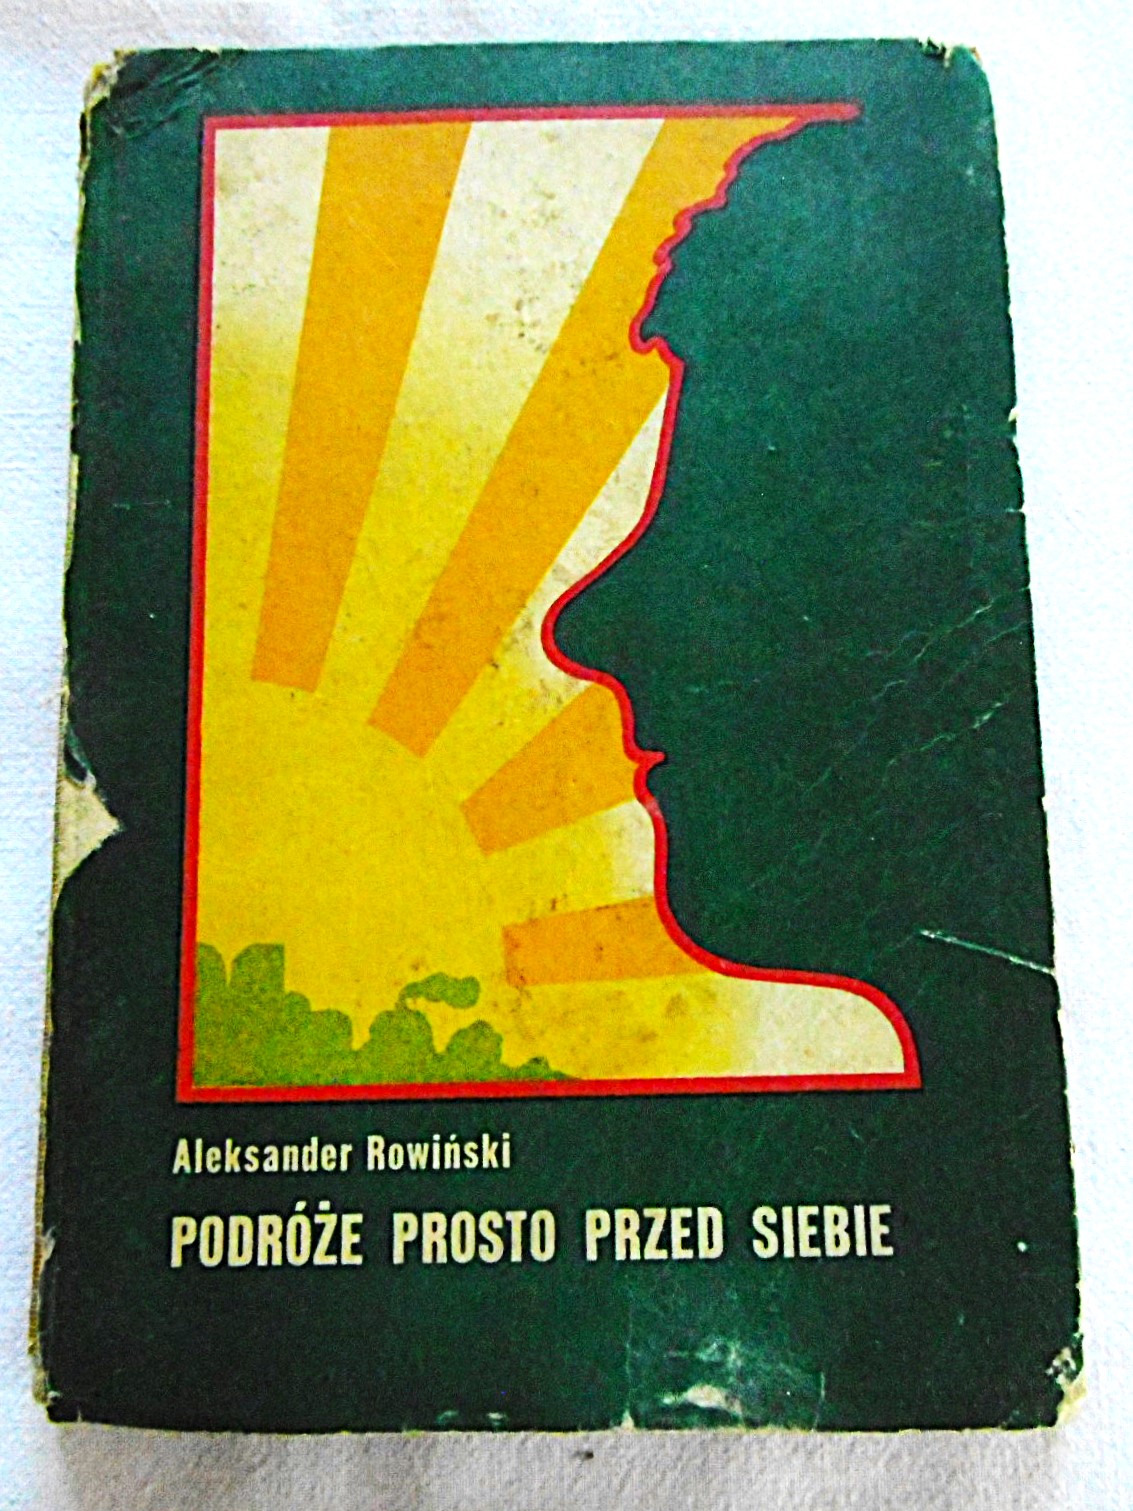 Aleksander Rowiński
PODRÓŻE PROSTO PRZED SIEBIE